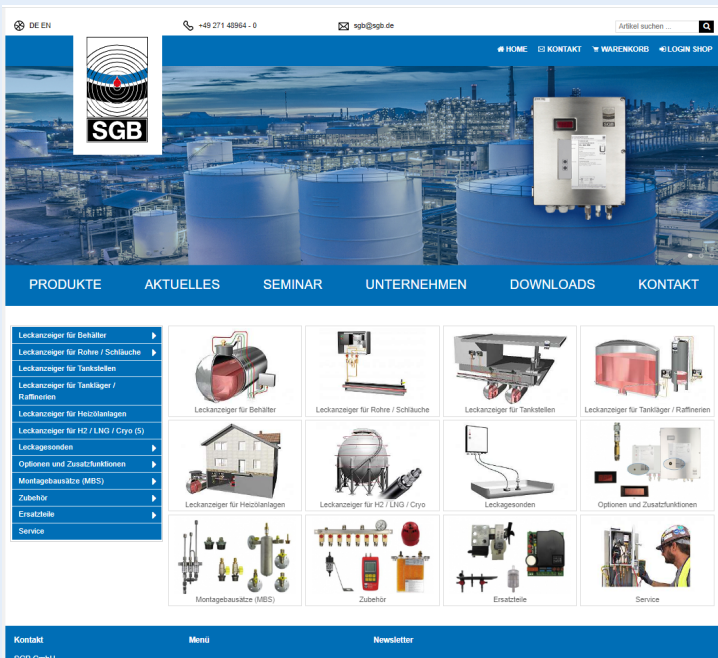 DE EN
+49 271 48964 - 0
sgb@sgb.de
Artikel suchen ...
HOME
KONTAKT
WARENKORB
LOGIN SHOP
SGB
SGB
PRODUKTE
AKTUELLES
SEMINAR
UNTERNEHMEN
DOWNLOADS
KONTAKT
Leckanzeiger für Behälter
Leckanzeiger für Rohre / Schläuche
Leckanzeiger für Tankstellen
Leckanzeiger für Tankläger /
Raffinerien
Leckanzeiger für Heizölanlagen
Leckanzeiger für H2 / LNG / Cryo (5)
Leckagesonden
Optionen und Zusatzfunktionen
Montagebausätze (MBS)
Zubehör
Ersatzteile
Service
Leckanzeiger für Behälter
Leckanzeiger für Rohre / Schläuche
Leckanzeiger für Tankstellen
Leckanzeiger für Tankläger / Raffinerien
Leckanzeiger für Heizölanlagen
Leckanzeiger für H2 / LNG / Cryo
Leckagesonden
Optionen und Zusatzfunktionen
Montagebausätze (MBS)
Zubehör
Ersatzteile
Service
Kontakt
Menü
Newsletter
SGB GmbH